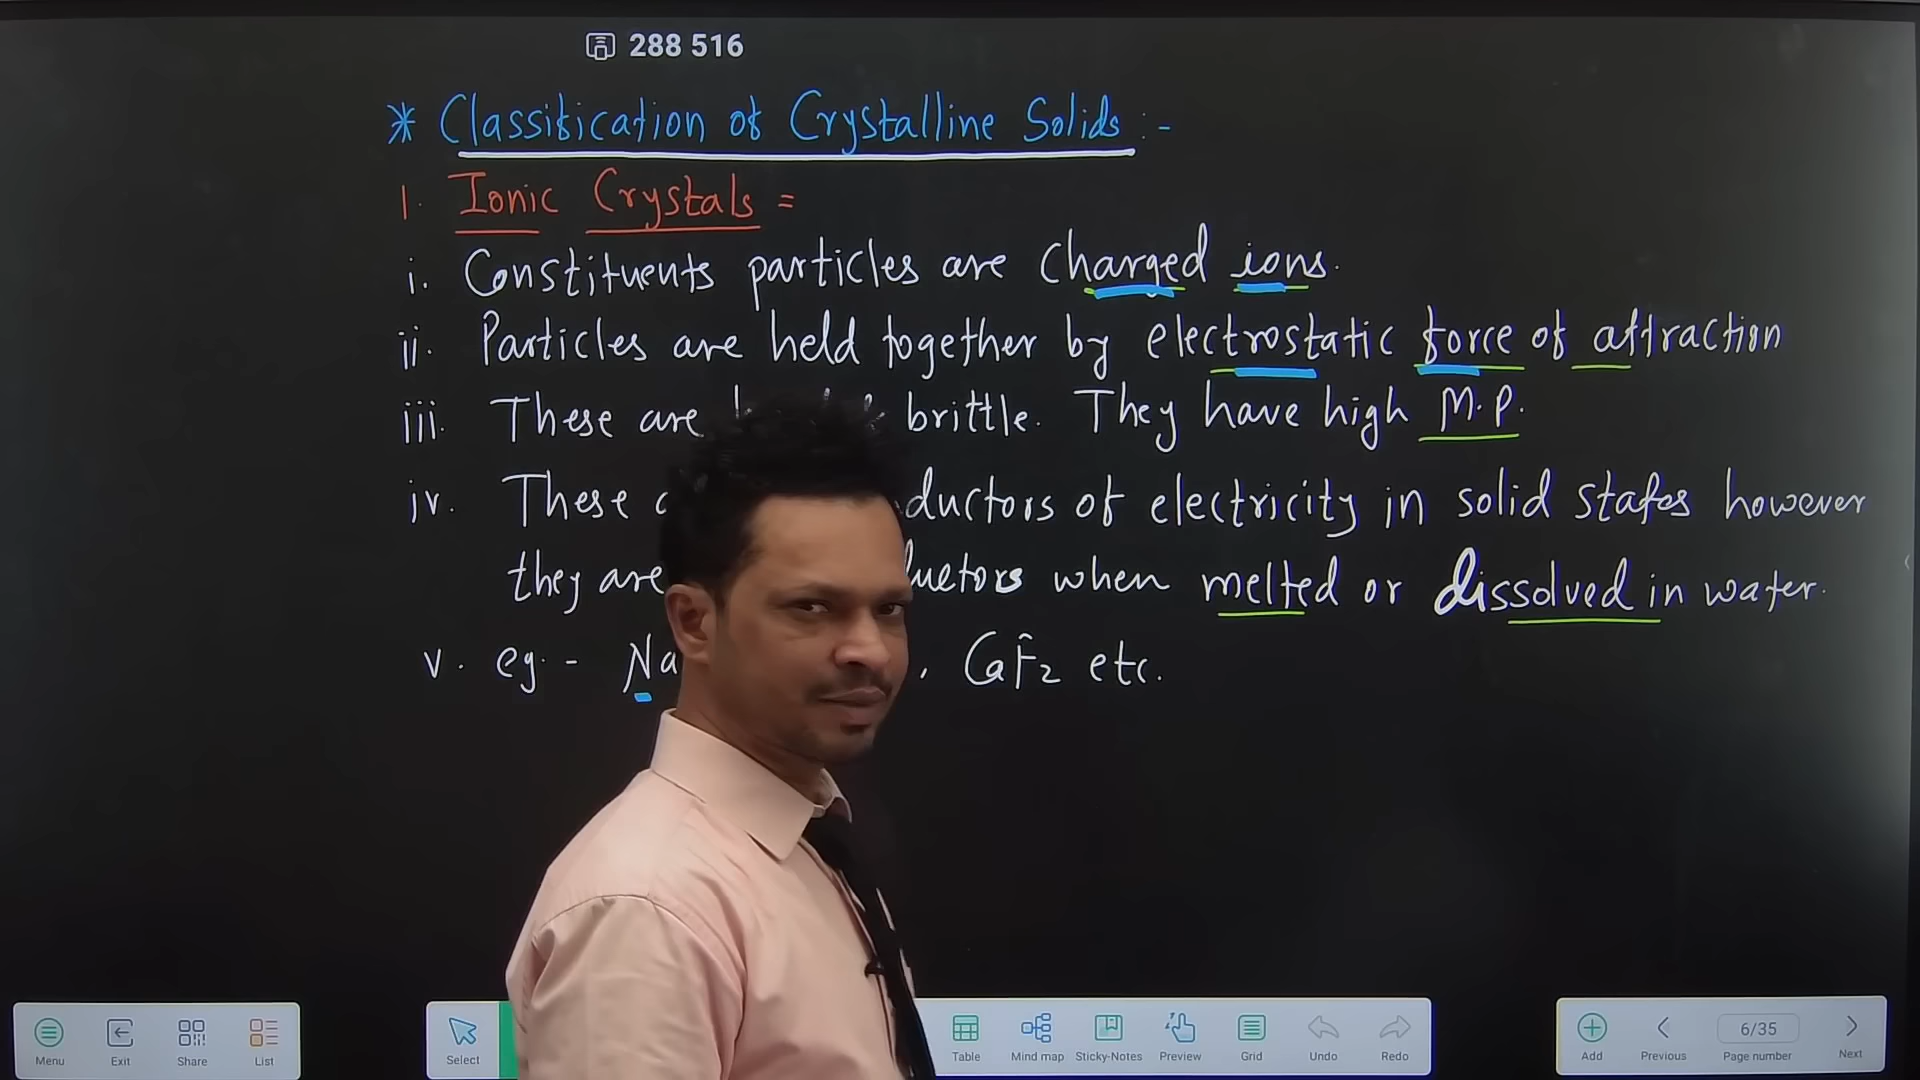 288 516
* Classification of Crystalline Solids :-
1. Ionic Crystals =
i. Constituents particles are charged ions.
ii. Particles are held together by electrostatic force of attraction
iii. These are brittle. They have high M.P.
iv. These ductors of electricity in solid states however
they are uctors when melted or dissolved in water.
v. eg. - Na , CaF2 etc.
Menu Exit Share List Select Table Mind map Sticky-Notes Preview Grid Undo Redo Add Previous 6/35 Page number Next